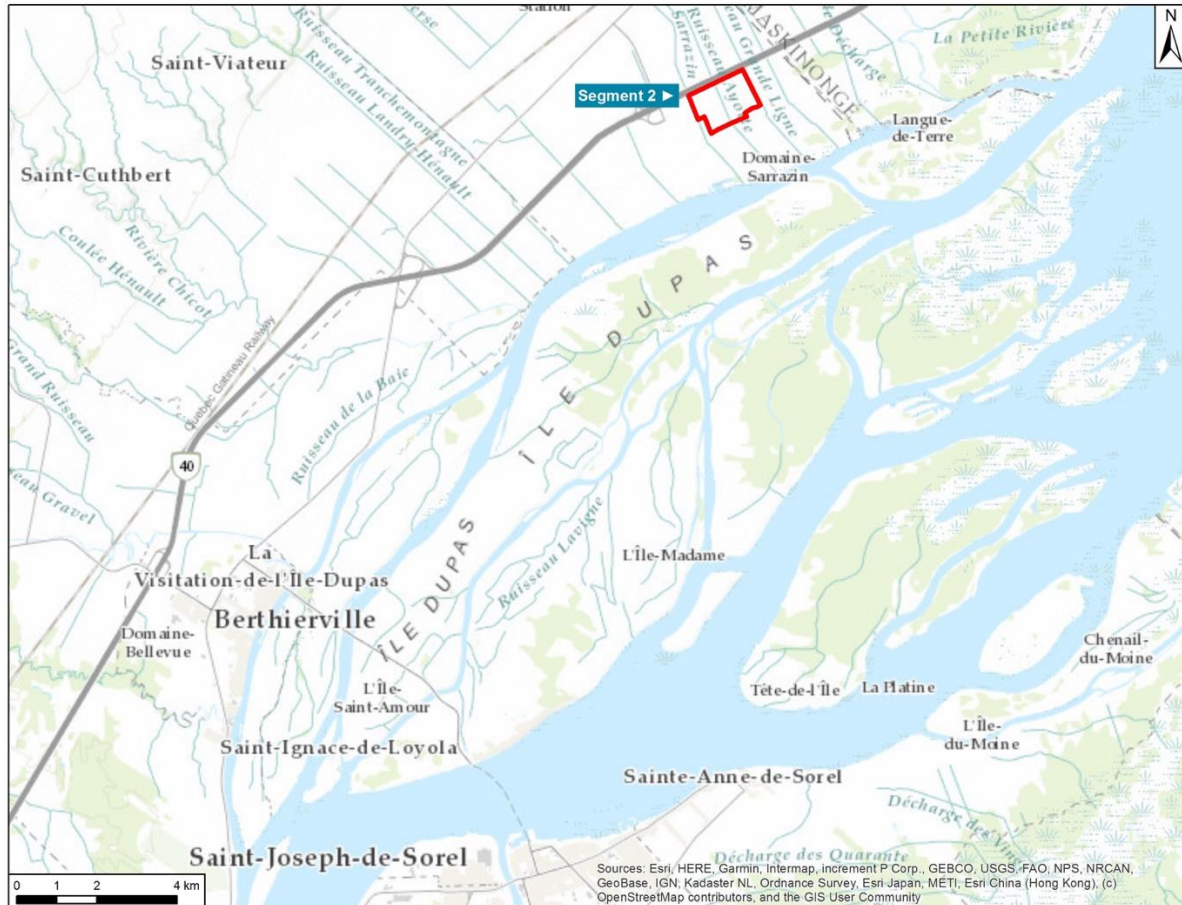 Station
N
Saint-Viateur
Ruisseau Tranchemontagne
Ruisseau Landry-Hénault
Sarrazin
Ruisseau Ayotte
Grande Ligne
MASKINONGÉ
Décharge
La Petite Rivière
Segment 2 ►
Langue-
de-Terre
Domaine-
Sarrazin
Saint-Cuthbert
Rivière Chicot
Coulée Hénault
Grand Ruisseau
Quebec Gatineau Railway
Ruisseau de la Baie
ÎLE DUPAS
40
eau Gravel
La
Visitation-de-l'Île-Dupas
Berthierville
Domaine-
Bellevue
ÎLE DUPAS
Ruisseau Lavigne
L'Île-Madame
L'Île-
Saint-Amour
Saint-Ignace-de-Loyola
Tête-de-l'Île
La Platine
Chenail-
du-Moine
L'Île-
du-Moine
Sainte-Anne-de-Sorel
Saint-Joseph-de-Sorel
Décharge des Vingt
Décharge des Quarante
0 1 2 4 km
Sources: Esri, HERE, Garmin, Intermap, increment P Corp., GEBCO, USGS, FAO, NPS, NRCAN,
GeoBase, IGN, Kadaster NL, Ordnance Survey, Esri Japan, METI, Esri China (Hong Kong), (c)
OpenStreetMap contributors, and the GIS User Community